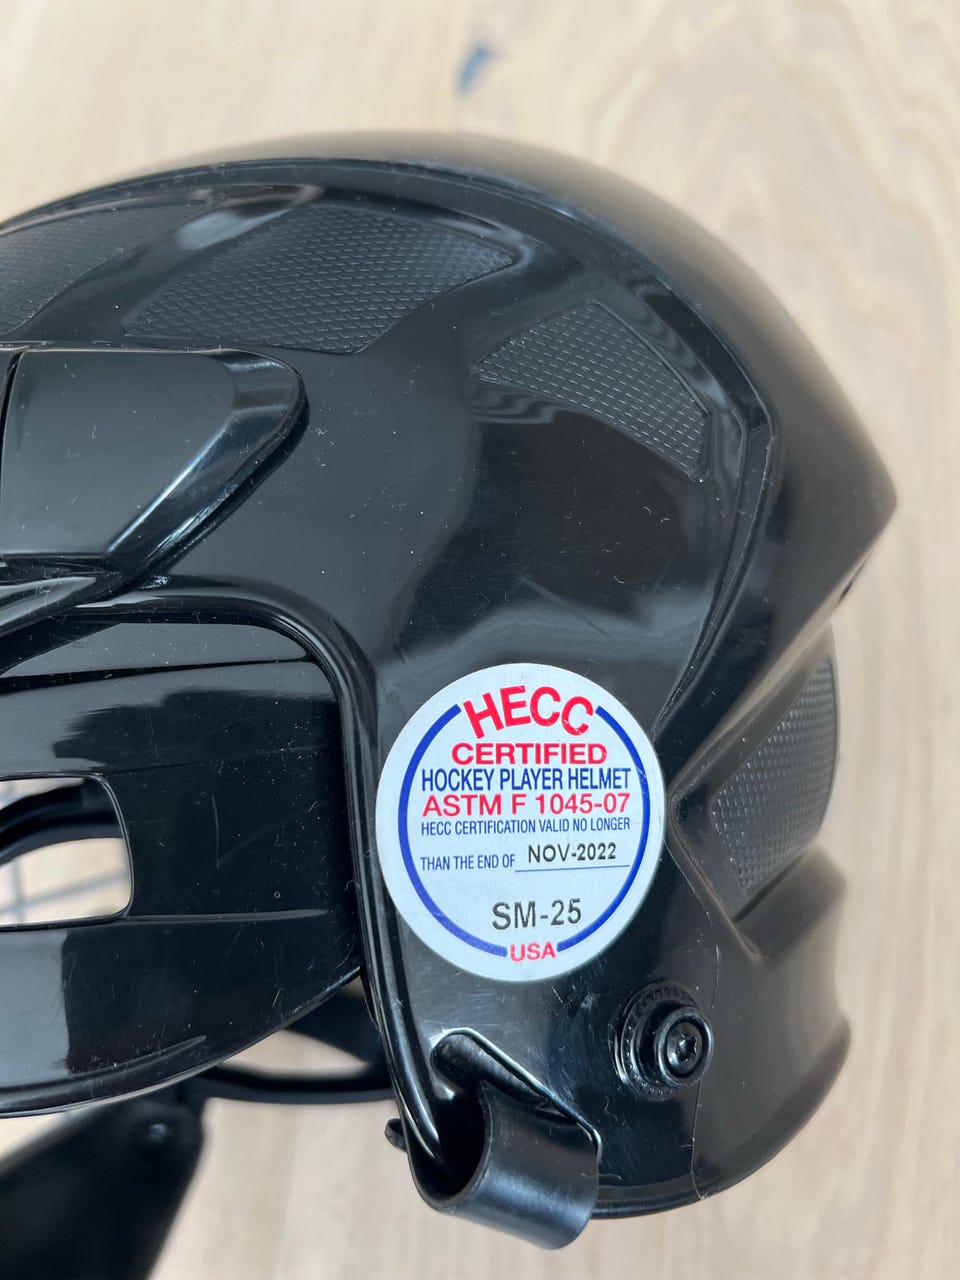 HECC
CERTIFIED
HOCKEY PLAYER HELMET
ASTM F 1045-07
HECC CERTIFICATION VALID NO LONGER
THAN THE END OF NOV-2022
SM-25
USA